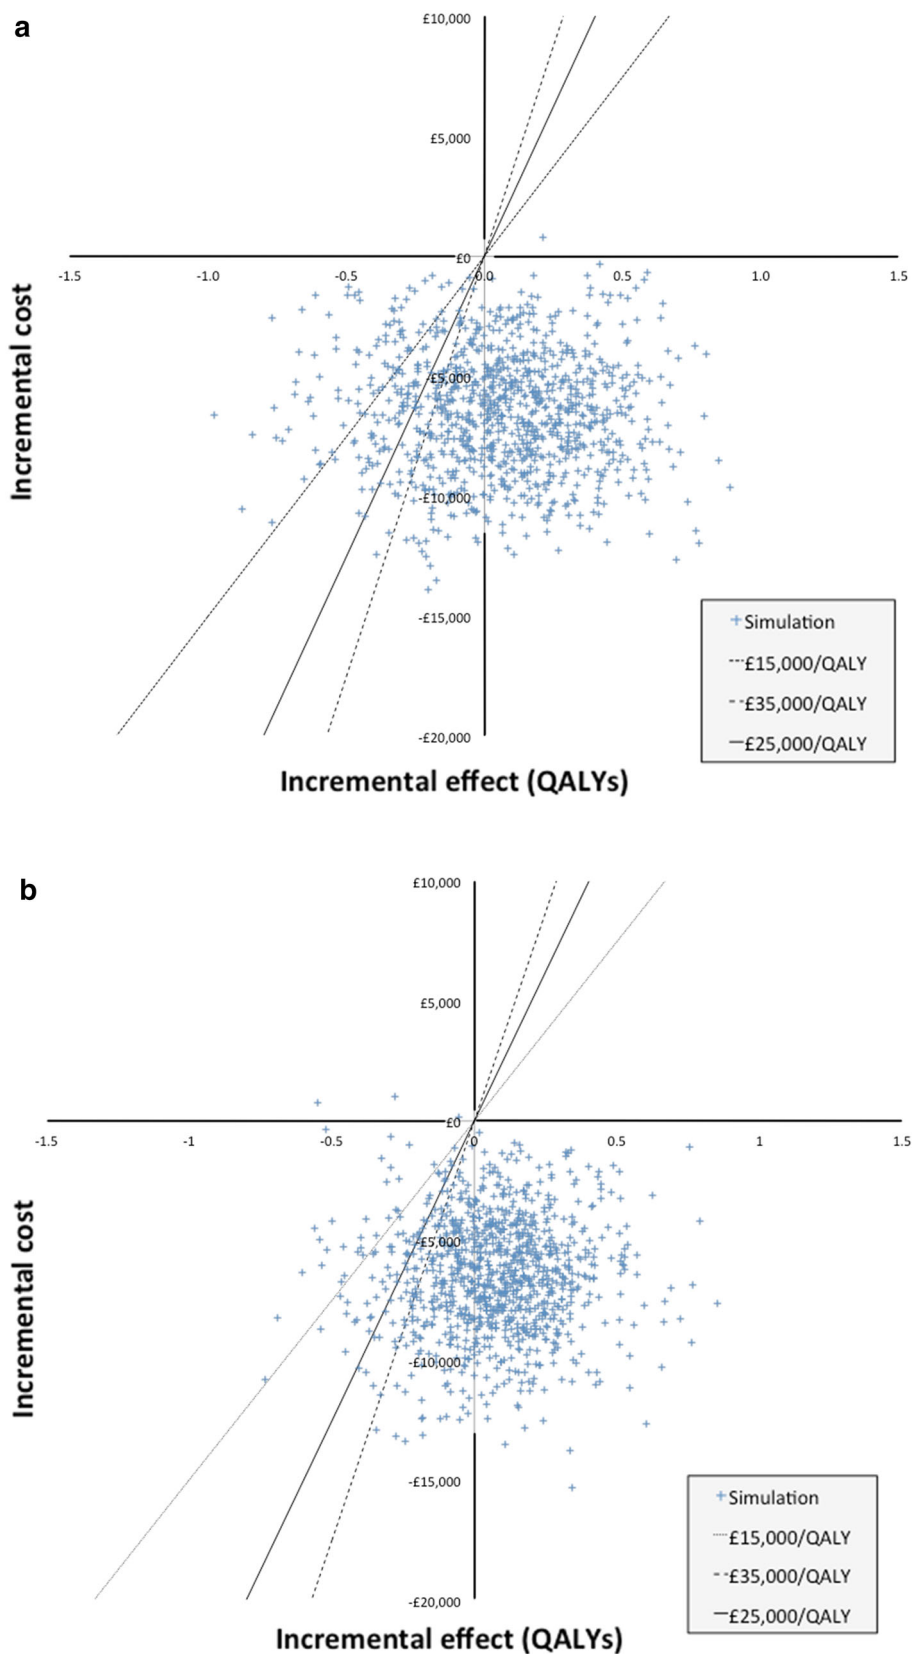 a
£10,000
£5,000
£0
-1.5 -1.0 -0.5 0.0 0.5 1.0 1.5
-£5,000
-£10,000
-£15,000
-£20,000
Incremental cost
Incremental effect (QALYs)
Simulation
£15,000/QALY
£35,000/QALY
£25,000/QALY
b
£10,000
£5,000
£0
-1.5 -1 -0.5 0 0.5 1 1.5
-£5,000
-£10,000
-£15,000
-£20,000
Incremental cost
Incremental effect (QALYs)
Simulation
£15,000/QALY
£35,000/QALY
£25,000/QALY